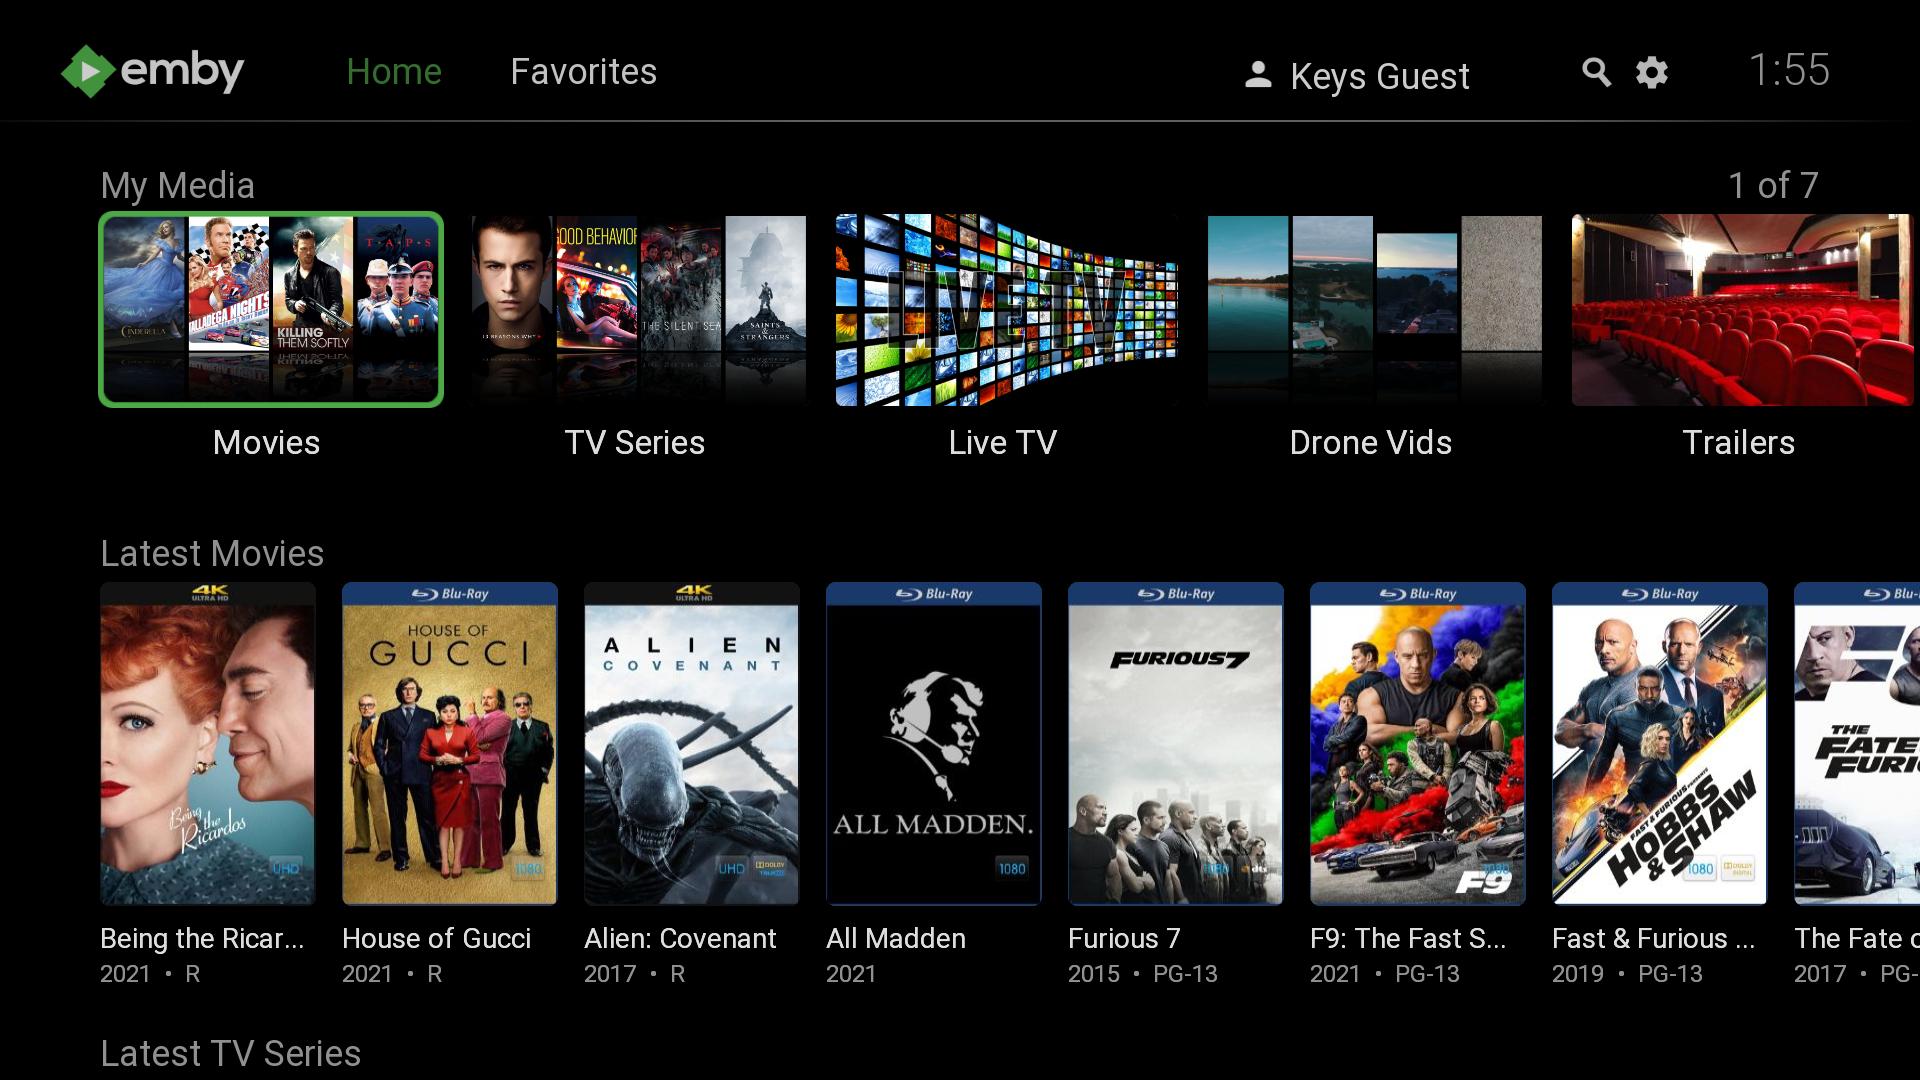 emby
Home
Favorites
Keys Guest
1:55
My Media
1 of 7
CINDERELLA
TALLADEGA NIGHTS
KILLING
THEM SOFTLY
T·A·P·S
13 REASONS WHY
GOOD BEHAVIOR
THE SILENT SEA
SAINTS
&
STRANGERS
LIVE TV
Movies
TV Series
Live TV
Drone Vids
Trailers
Latest Movies
4K
ULTRA HD
Blu-Ray
4K
ULTRA HD
Blu-Ray
Blu-Ray
Blu-Ray
Blu-Ray
Blu-
Being
the
Ricardos
UHD
HOUSE OF
GUCCI
1080
ALIEN
COVENANT
UHD
DOLBY
ALL MADDEN.
1080
FURIOUS7
1080
dts
F9
1080
FAST & FURIOUS PRESENTS
HOBBS
& SHAW
1080
DOLBY
DIGITAL
THE
FATE
FURI
Being the Ricar...
House of Gucci
Alien: Covenant
All Madden
Furious 7
F9: The Fast S...
Fast & Furious ...
The Fate o
2021 • R
2021 • R
2017 • R
2021
2015 • PG-13
2021 • PG-13
2019 • PG-13
2017 • PG-
Latest TV Series